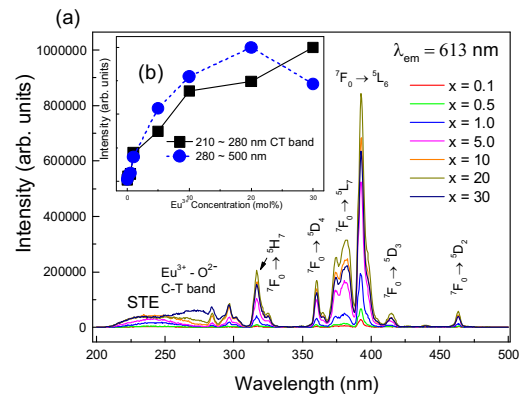 (a)
1000000
800000
600000
400000
200000
0
Intensity (arb. units)
200 250 300 350 400 450 500
Wavelength (nm)
λem = 613 nm
x = 0.1
x = 0.5
x = 1.0
x = 5.0
x = 10
x = 20
x = 30
⁷F₀ → ⁵L₆
⁷F₀ → ⁵L₇
⁷F₀ → ⁵D₄
⁷F₀ → ⁵H₇
⁷F₀ → ⁵D₃
⁷F₀ → ⁵D₂
Eu³⁺ - O²⁻
C-T band
STE
(b)
Intensity (arb. units)
210 ~ 280 nm CT band
280 ~ 500 nm
0 10 20 30
Eu³⁺ Concentration (mol%)